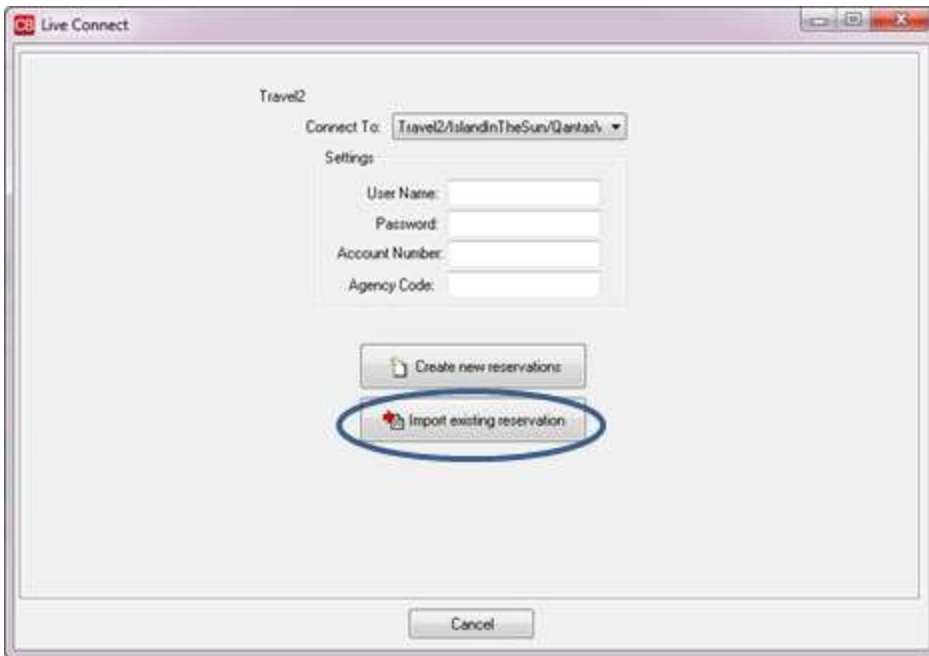 CB Live Connect
Travel2
Connect To: Travel2/IslandInTheSun/Qantas\
Settings
User Name:
Password:
Account Number:
Agency Code:
Create new reservations
Import existing reservation
Cancel